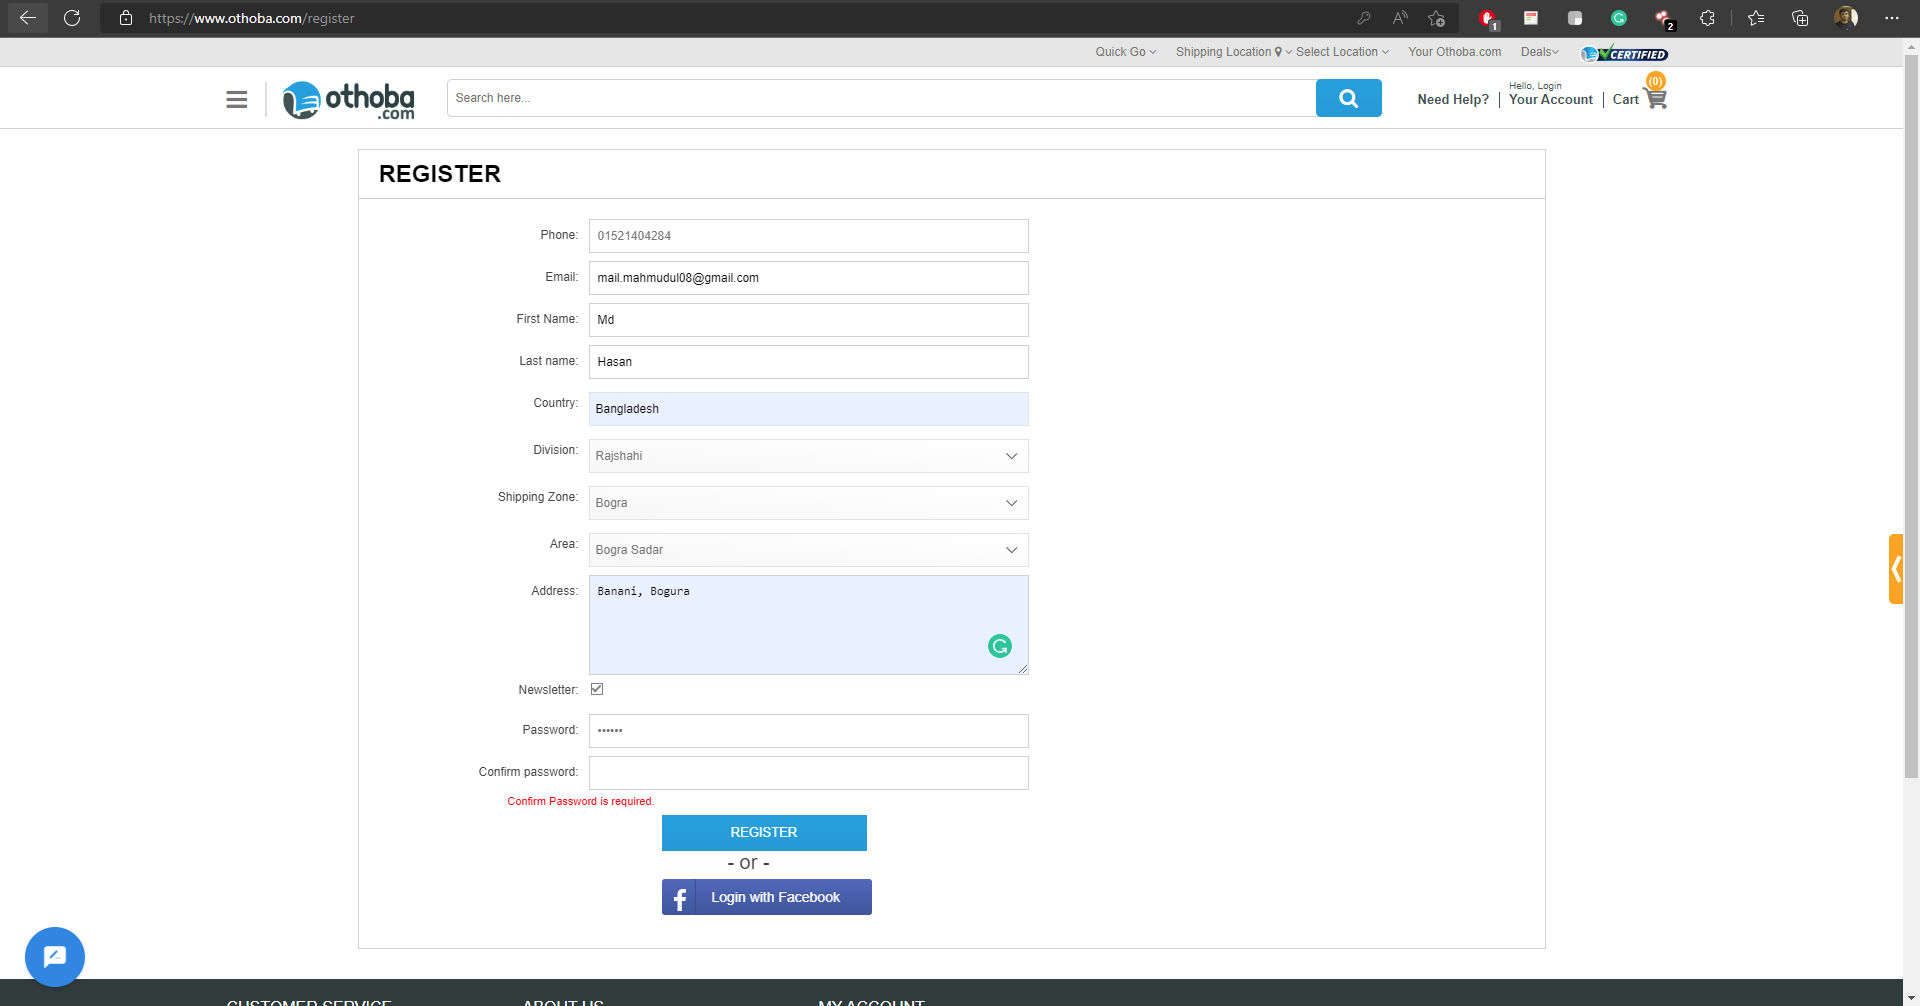 https://www.othoba.com/register
1
2
Quick Go
Shipping Location
Select Location
Your Othoba.com
Deals
CERTIFIED
othoba
.com
Search here...
Need Help?
Hello, Login
Your Account
Cart
(0)
REGISTER
Phone:
01521404284
Email:
mail.mahmudul08@gmail.com
First Name:
Md
Last name:
Hasan
Country:
Bangladesh
Division:
Rajshahi
Shipping Zone:
Bogra
Area:
Bogra Sadar
Address:
Banani, Bogura
Newsletter:
Password:
••••••
Confirm password:
Confirm Password is required.
REGISTER
- or -
f
Login with Facebook
CUSTOMER SERVICE
ABOUT US
MY ACCOUNT